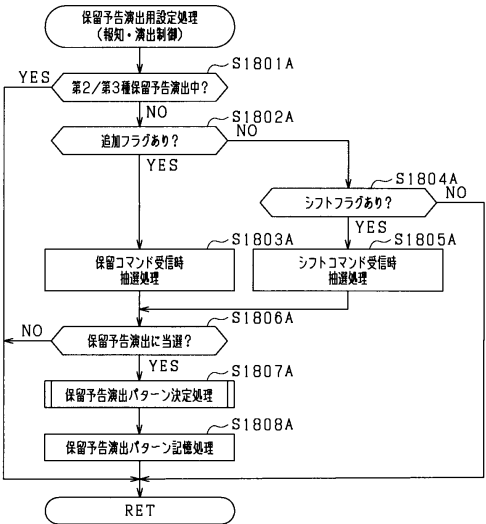 保留予告演出用設定処理
(報知・演出制御)
S1801A
YES
第2/第3種保留予告演出中?
NO
S1802A
追加フラグあり?
NO
YES
S1804A
シフトフラグあり?
NO
YES
S1803A
保留コマンド受信時
抽選処理
S1805A
シフトコマンド受信時
抽選処理
S1806A
NO
保留予告演出に当選?
YES
S1807A
保留予告演出パターン決定処理
S1808A
保留予告演出パターン記憶処理
RET